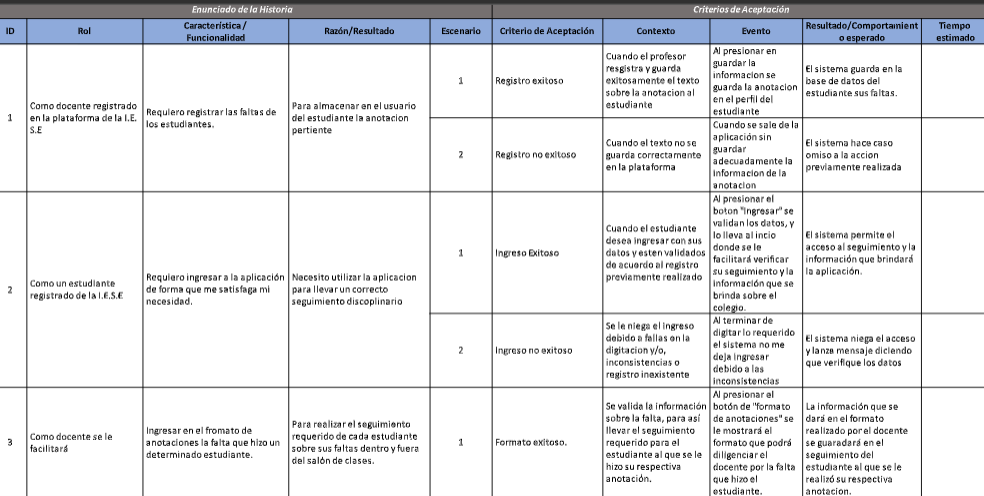 Enunciado de la Historia
Criterios de Aceptación
ID
Rol
Característica /
Funcionalidad
Razón/Resultado
Escenario
Criterio de Aceptación
Contexto
Evento
Resultado/Comportamient
o esperado
Tiempo
estimado
1
Como docente registrado
en la plataforma de la I.E.
S.E
Requiero registrar las faltas de
los estudiantes.
Para almacenar en el usuario
del estudiante la anotacion
pertiente
1
Registro exitoso
Cuando el profesor
resgistra y guarda
exitosamente el texto
sobre la anotacion al
estudiante
Al presionar en
guardar la
informacion se
guarda la anotacion
en el perfil del
estudiante
El sistema guarda en la
base de datos del
estudiante sus faltas.
2
Registro no exitoso
Cuando el texto no se
guarda correctamente
en la plataforma
Cuando se sale de la
aplicación sin
guardar
adecuadamente la
informacion de la
anotacion
El sistema hace caso
omiso a la accion
previamente realizada
2
Como un estudiante
registrado de la I.E.S.E
Requiero ingresar a la aplicación
de forma que me satisfaga mi
necesidad.
Necesito utilizar la aplicacion
para llevar un correcto
seguimiento discoplinario
1
Ingreso Exitoso
Cuando el estudiante
desea ingresar con sus
datos y esten validados
de acuerdo al registro
previamente realizado
Al presionar el
boton "Ingresar" se
validan los datos, y
lo lleva al incio
donde se le
facilitará verificar
su seguimiento y la
información que se
brinda sobre el
colegio.
El sistema permite el
acceso al seguimiento y la
información que brindará
la aplicación.
2
Ingreso no exitoso
Se le niega el ingreso
debido a fallas en la
digitacion y/o,
inconsistencias o
registro inexistente
Al terminar de
digitar lo requerido
el sistema no me
deja ingresar
debido a las
inconsistencias
El sistema niega el acceso
y lanza mensaje diciendo
que verifique los datos
3
Como docente se le
facilitará
Ingresar en el fromato de
anotaciones la falta que hizo un
determinado estudiante.
Para realizar el seguimiento
requerido de cada estudiante
sobre sus faltas dentro y fuera
del salón de clases.
1
Formato exitoso.
Se valida la información
sobre la falta, para así
llevar el seguimiento
requerido para el
estudiante al que se le
hizo su respectiva
anotación.
Al presionar el
botón de "formato
de anotaciones" se
le mostrará el
formato que podrá
diligenciar el
docente por la falta
que hizo el
estudiante.
La información que se
dará en el formato
realizado por el docente
se guaradará en el
seguimiento del
estudiante al que se le
realizó su respectiva
anotacion.